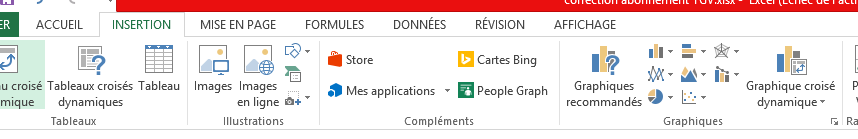 correction abonnement TGV.xlsx - Excel (Échec de l'acti
ER ACCUEIL INSERTION MISE EN PAGE FORMULES DONNÉES RÉVISION AFFICHAGE
u croisé
mique
Tableaux croisés
dynamiques
Tableau
Images
Images
en ligne
Store
Mes applications
Cartes Bing
People Graph
Graphiques
recommandés
Graphique croisé
dynamique
P
Tableaux Illustrations Compléments Graphiques Ra